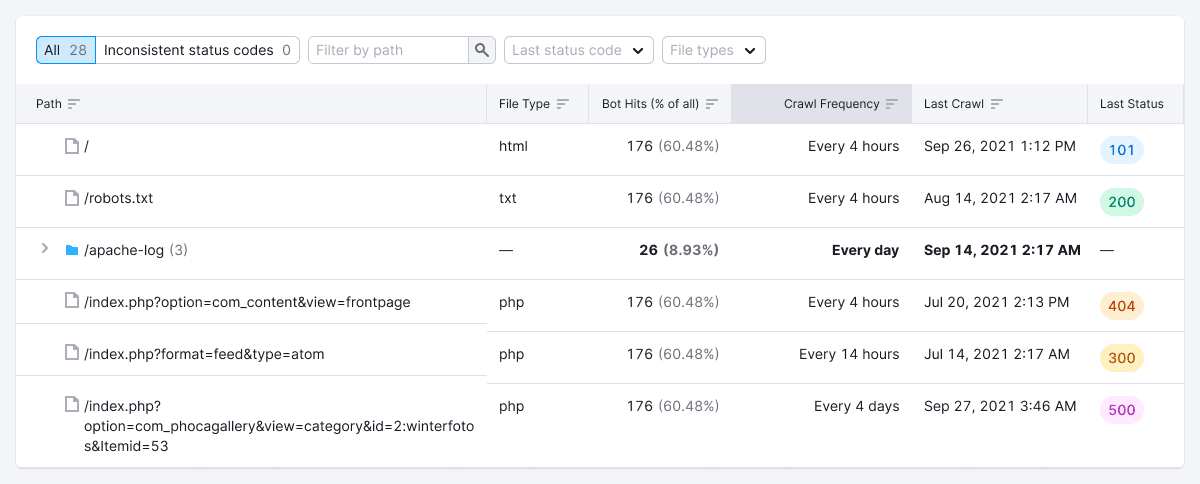 All 28 Inconsistent status codes 0 Filter by path Last status code File types
Path File Type Bot Hits (% of all) Crawl Frequency Last Crawl Last Status
/ html 176 (60.48%) Every 4 hours Sep 26, 2021 1:12 PM 101
/robots.txt txt 176 (60.48%) Every 4 hours Aug 14, 2021 2:17 AM 200
/apache-log (3) — 26 (8.93%) Every day Sep 14, 2021 2:17 AM —
/index.php?option=com_content&view=frontpage php 176 (60.48%) Every 4 hours Jul 20, 2021 2:13 PM 404
/index.php?format=feed&type=atom php 176 (60.48%) Every 14 hours Jul 14, 2021 2:17 AM 300
/index.php? php 176 (60.48%) Every 4 days Sep 27, 2021 3:46 AM 500
option=com_phocagallery&view=category&id=2:winterfoto
s&Itemid=53